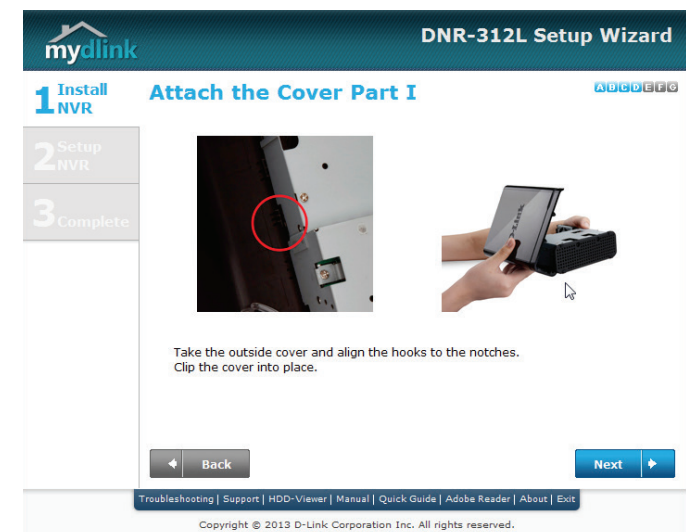 mydlink
DNR-312L Setup Wizard
1 Install
NVR
Attach the Cover Part I
A B C D E F G
2 Setup
NVR
3 Complete
D-Link
Take the outside cover and align the hooks to the notches.
Clip the cover into place.
Back
Next
Troubleshooting | Support | HDD-Viewer | Manual | Quick Guide | Adobe Reader | About | Exit
Copyright © 2013 D-Link Corporation Inc. All rights reserved.